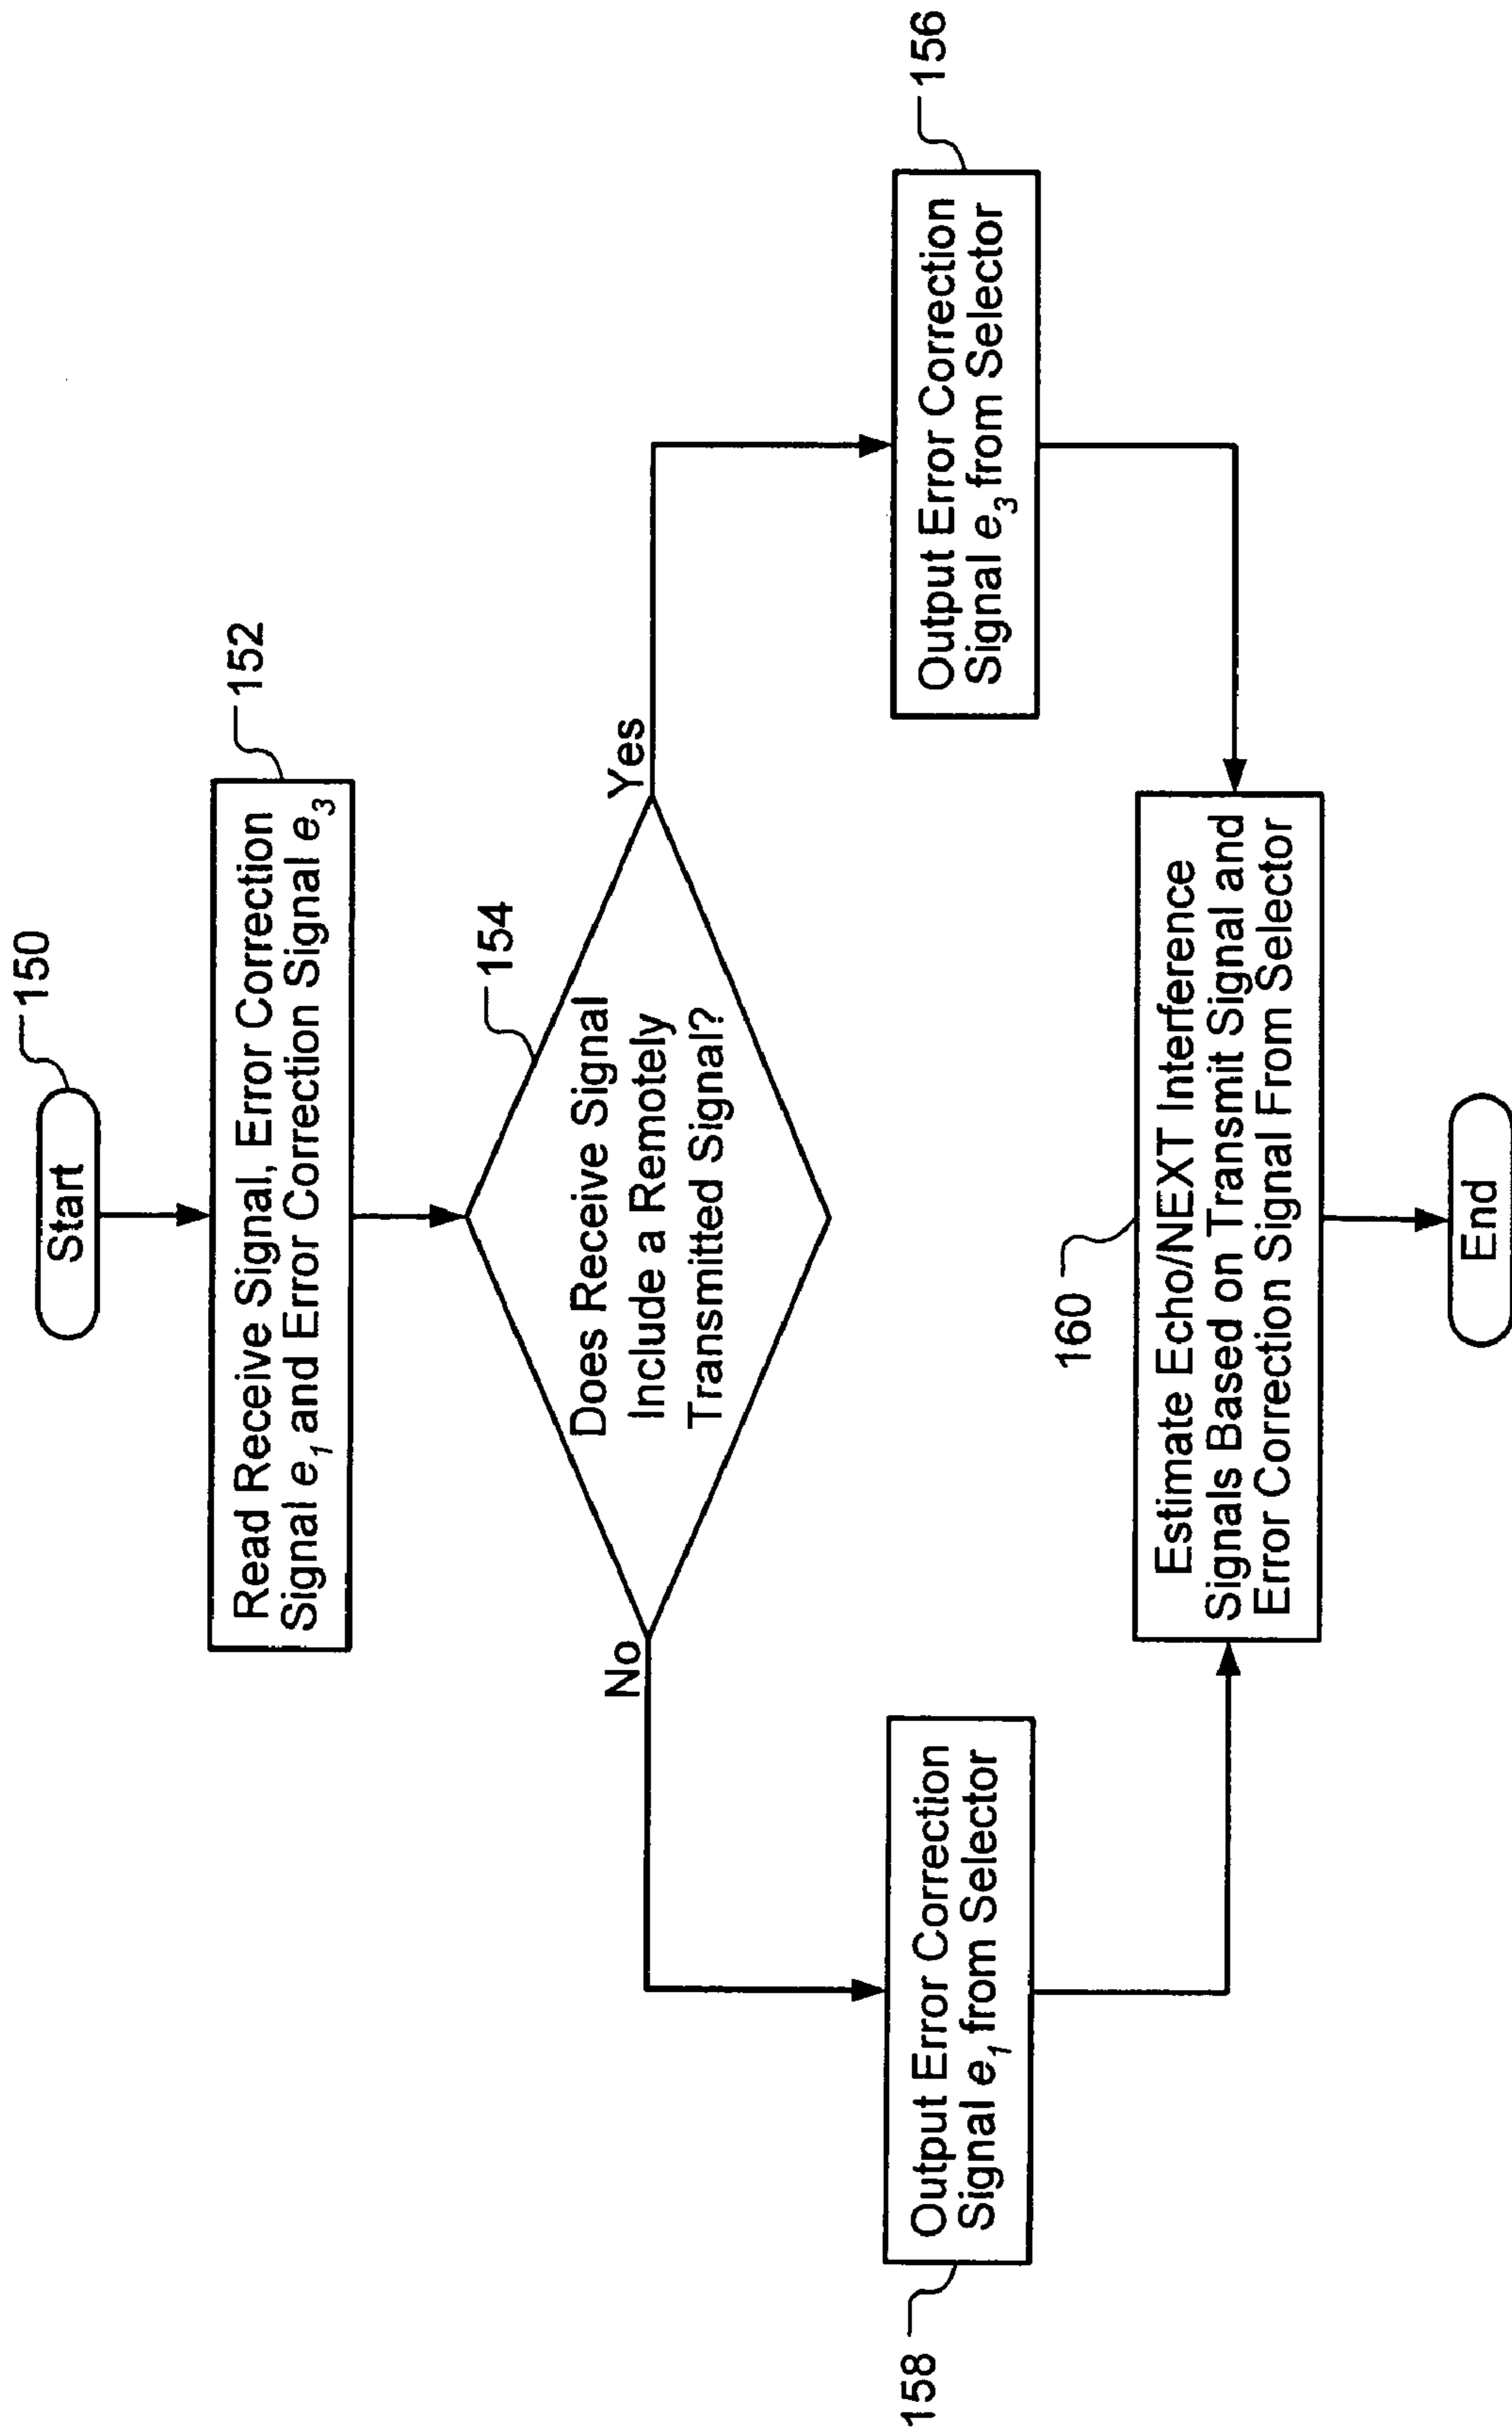 150
Start
152
Read Receive Signal, Error Correction
Signal e₁ and Error Correction Signal e₃
154
Does Receive Signal
Include a Remotely
Transmitted Signal?
No
Yes
158
Output Error Correction
Signal e₁ from Selector
156
Output Error Correction
Signal e₃ from Selector
160
Estimate Echo/NEXT Interference
Signals Based on Transmit Signal and
Error Correction Signal From Selector
End